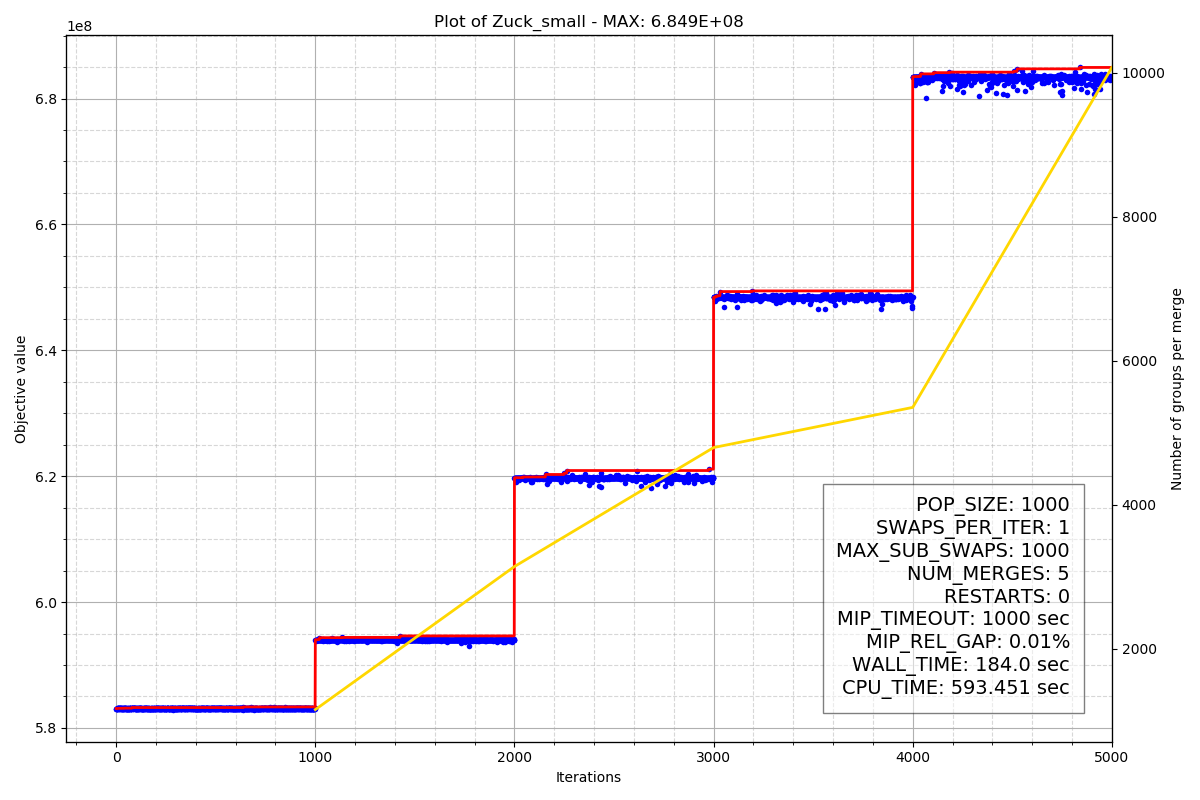 Plot of Zuck_small - MAX: 6.849E+08
1e8
6.8
6.6
6.4
6.2
6.0
5.8
Objective value
10000
8000
6000
4000
2000
Number of groups per merge
POP_SIZE: 1000
SWAPS_PER_ITER: 1
MAX_SUB_SWAPS: 1000
NUM_MERGES: 5
RESTARTS: 0
MIP_TIMEOUT: 1000 sec
MIP_REL_GAP: 0.01%
WALL_TIME: 184.0 sec
CPU_TIME: 593.451 sec
0 1000 2000 3000 4000 5000
Iterations